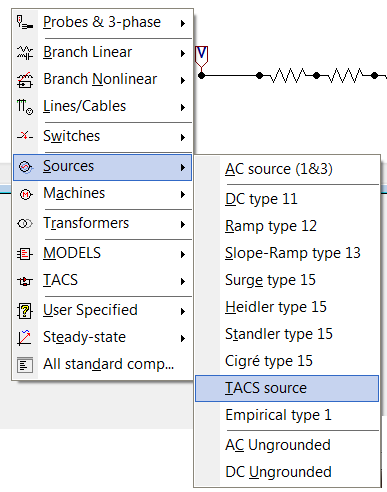 Probes & 3-phase
V
Branch Linear
Branch Nonlinear
Lines/Cables
Switches
Sources
Machines
Transformers
MODELS
TACS
User Specified
Steady-state
All standard comp...
AC source (1&3)
DC type 11
Ramp type 12
Slope-Ramp type 13
Surge type 15
Heidler type 15
Standler type 15
Cigré type 15
TACS source
Empirical type 1
AC Ungrounded
DC Ungrounded